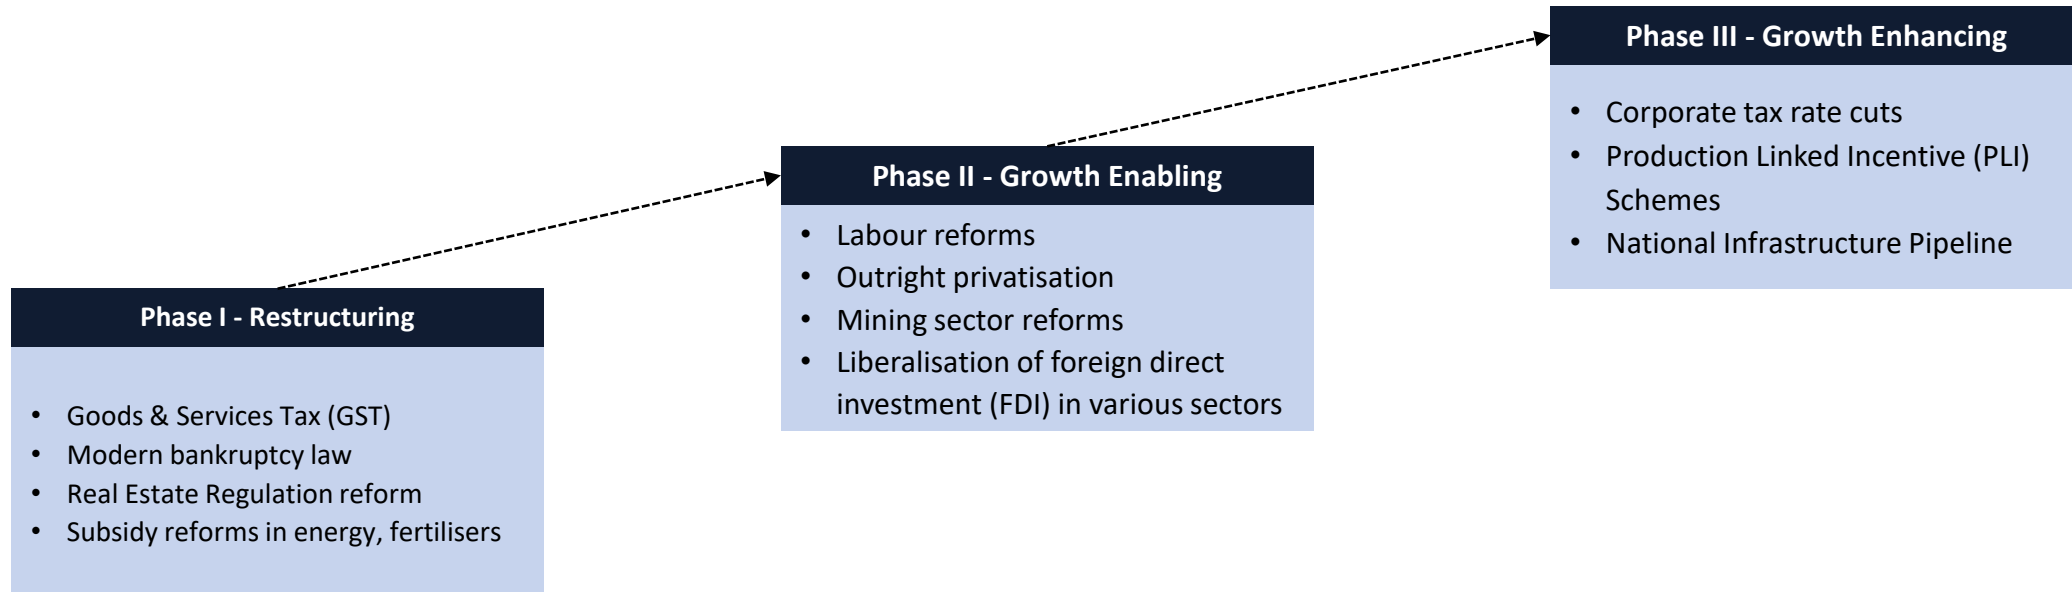 Phase I - Restructuring
• Goods & Services Tax (GST)
• Modern bankruptcy law
• Real Estate Regulation reform
• Subsidy reforms in energy, fertilisers
Phase II - Growth Enabling
• Labour reforms
• Outright privatisation
• Mining sector reforms
• Liberalisation of foreign direct
investment (FDI) in various sectors
Phase III - Growth Enhancing
• Corporate tax rate cuts
• Production Linked Incentive (PLI)
Schemes
• National Infrastructure Pipeline